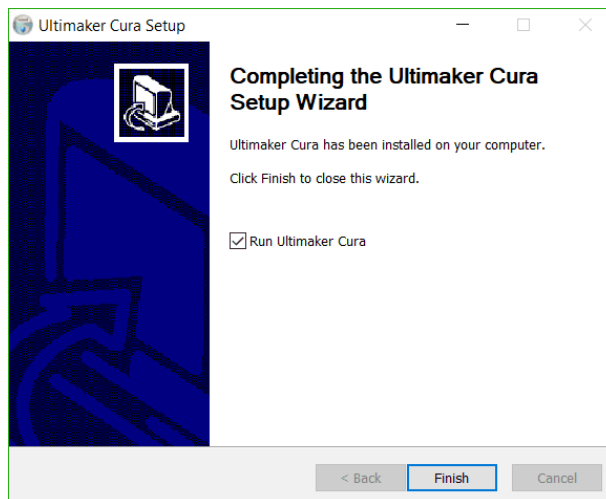 Ultimaker Cura Setup
Completing the Ultimaker Cura
Setup Wizard
Ultimaker Cura has been installed on your computer.
Click Finish to close this wizard.
Run Ultimaker Cura
< Back
Finish
Cancel